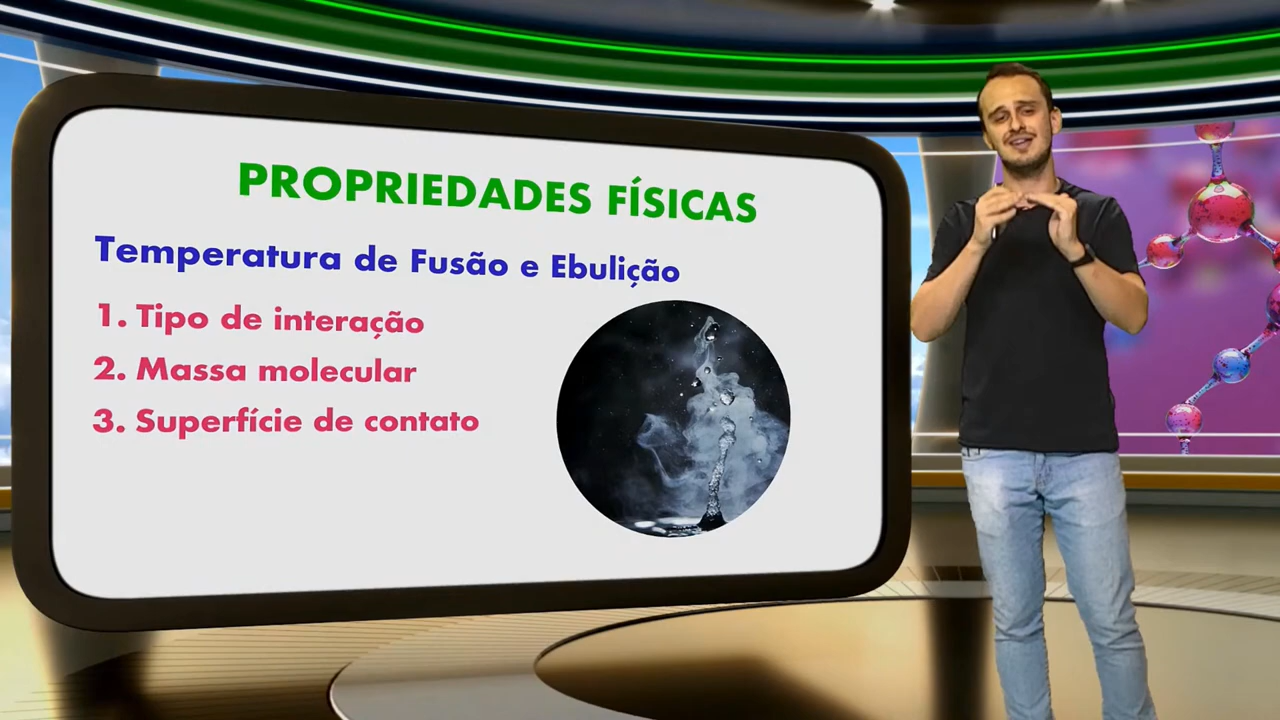 PROPRIEDADES FÍSICAS
Temperatura de Fusão e Ebulição
1. Tipo de interação
2. Massa molecular
3. Superfície de contato